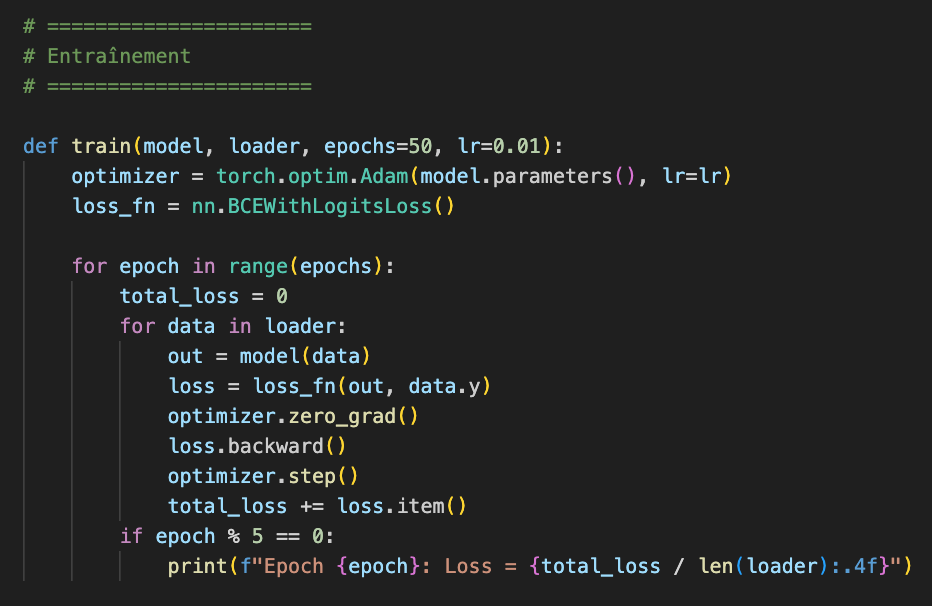 # ======================
# Entraînement
# ======================
def train(model, loader, epochs=50, lr=0.01):
    optimizer = torch.optim.Adam(model.parameters(), lr=lr)
    loss_fn = nn.BCEWithLogitsLoss()
    for epoch in range(epochs):
        total_loss = 0
        for data in loader:
            out = model(data)
            loss = loss_fn(out, data.y)
            optimizer.zero_grad()
            loss.backward()
            optimizer.step()
            total_loss += loss.item()
        if epoch % 5 == 0:
            print(f"Epoch {epoch}: Loss = {total_loss / len(loader):.4f}")